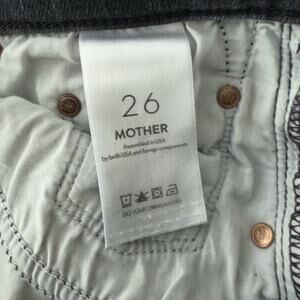 26
MOTHER
Assembled in USA
by both USA and foreign components
DO YOUR OWN LAUNDRY